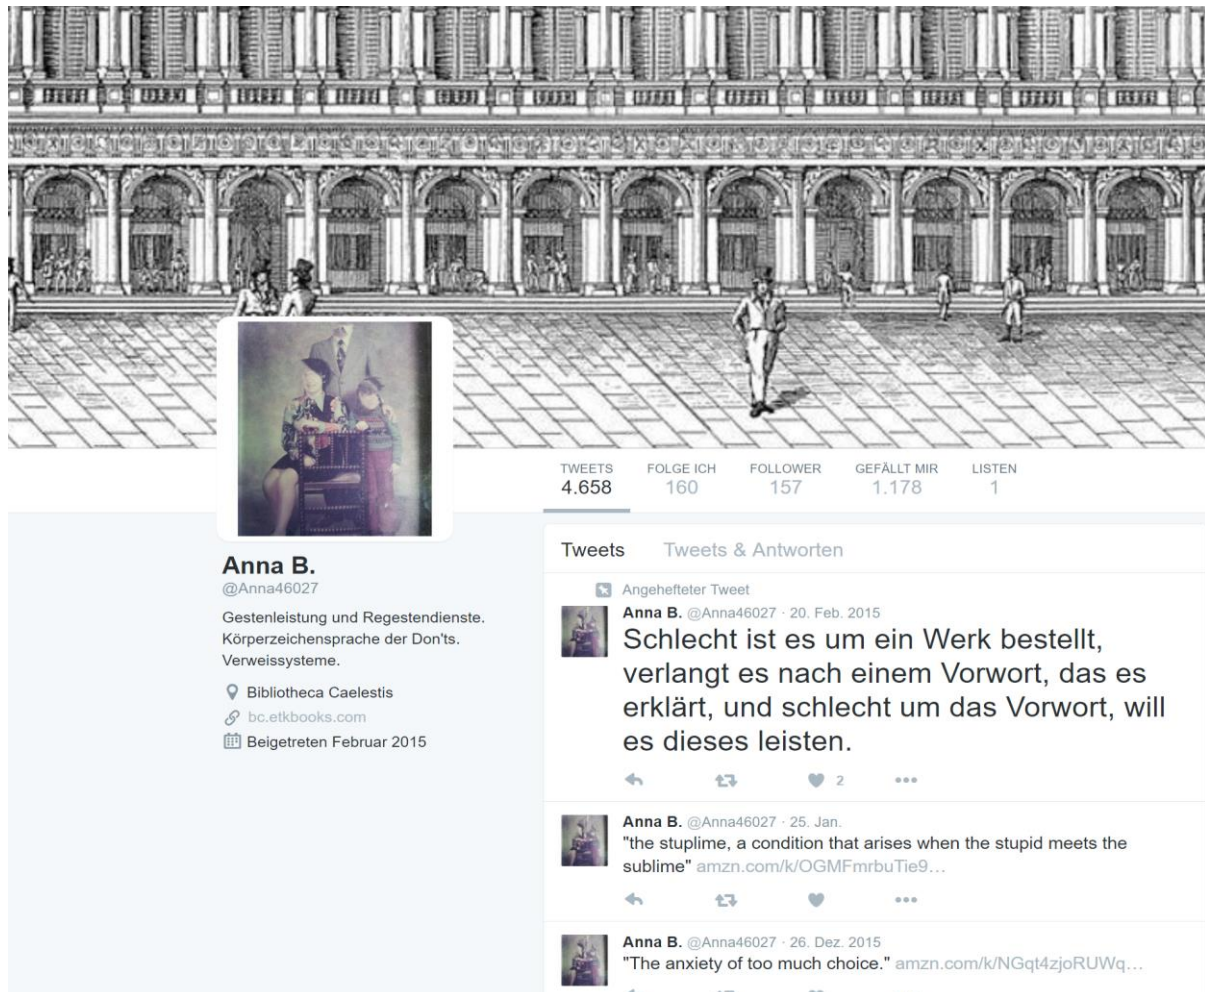 TWEETS FOLGE ICH FOLLOWER GEFÄLLT MIR LISTEN
4.658 160 157 1.178 1
Anna B.
@Anna46027
Gestenleistung und Regestendienste.
Körperzeichensprache der Don'ts.
Verweissysteme.
Bibliotheca Caelestis
bc.etkbooks.com
Beigetreten Februar 2015
Tweets Tweets & Antworten
Angehefteter Tweet
Anna B. @Anna46027 · 20. Feb. 2015
Schlecht ist es um ein Werk bestellt,
verlangt es nach einem Vorwort, das es
erklärt, und schlecht um das Vorwort, will
es dieses leisten.
2
Anna B. @Anna46027 · 25. Jan.
"the stuplime, a condition that arises when the stupid meets the
sublime" amzn.com/k/OGMFmrbuTie9…
Anna B. @Anna46027 · 26. Dez. 2015
"The anxiety of too much choice." amzn.com/k/NGqt4zjoRUWq…